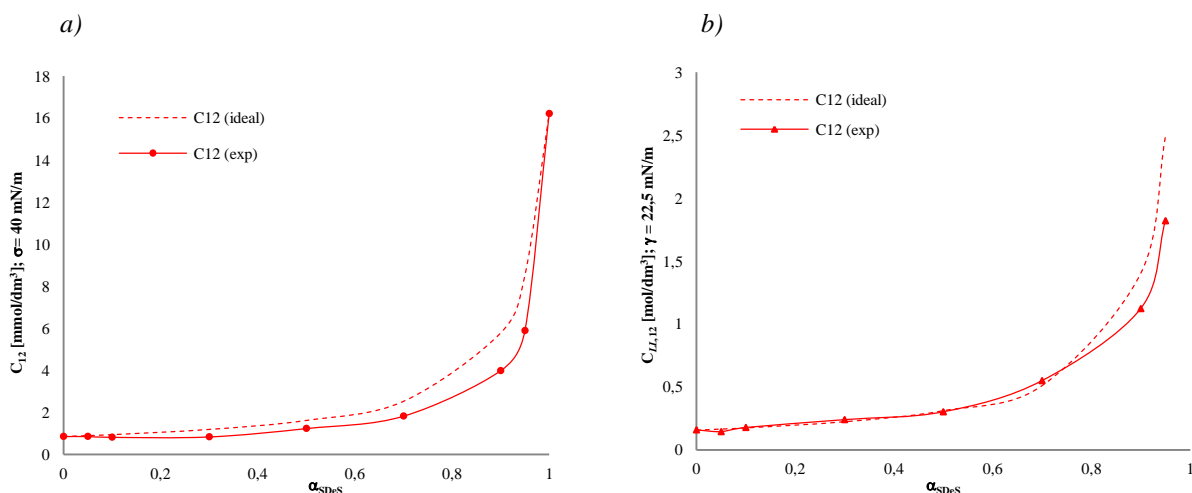 a)
18
16
14
12
10
8
6
4
2
0
C12 (ideal)
C12 (exp)
C₁₂ [mmol/dm³]; σ= 40 mN/m
0 0,2 0,4 0,6 0,8 1
α_SDeS
b)
3
2,5
2
1,5
1
0,5
0
C12 (ideal)
C12 (exp)
C_LL,12 [mol/dm³]; γ = 22,5 mN/m
0 0,2 0,4 0,6 0,8 1
α_SDeS